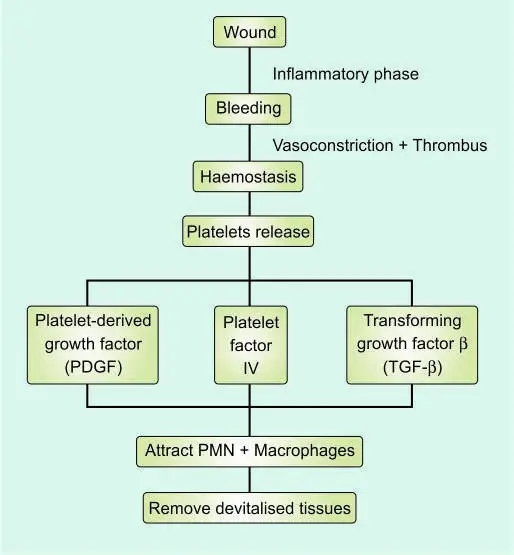 Wound
Inflammatory phase
Bleeding
Vasoconstriction + Thrombus
Haemostasis
Platelets release
Platelet-derived
growth factor
(PDGF)
Platelet
factor
IV
Transforming
growth factor β
(TGF-β)
Attract PMN + Macrophages
Remove devitalised tissues